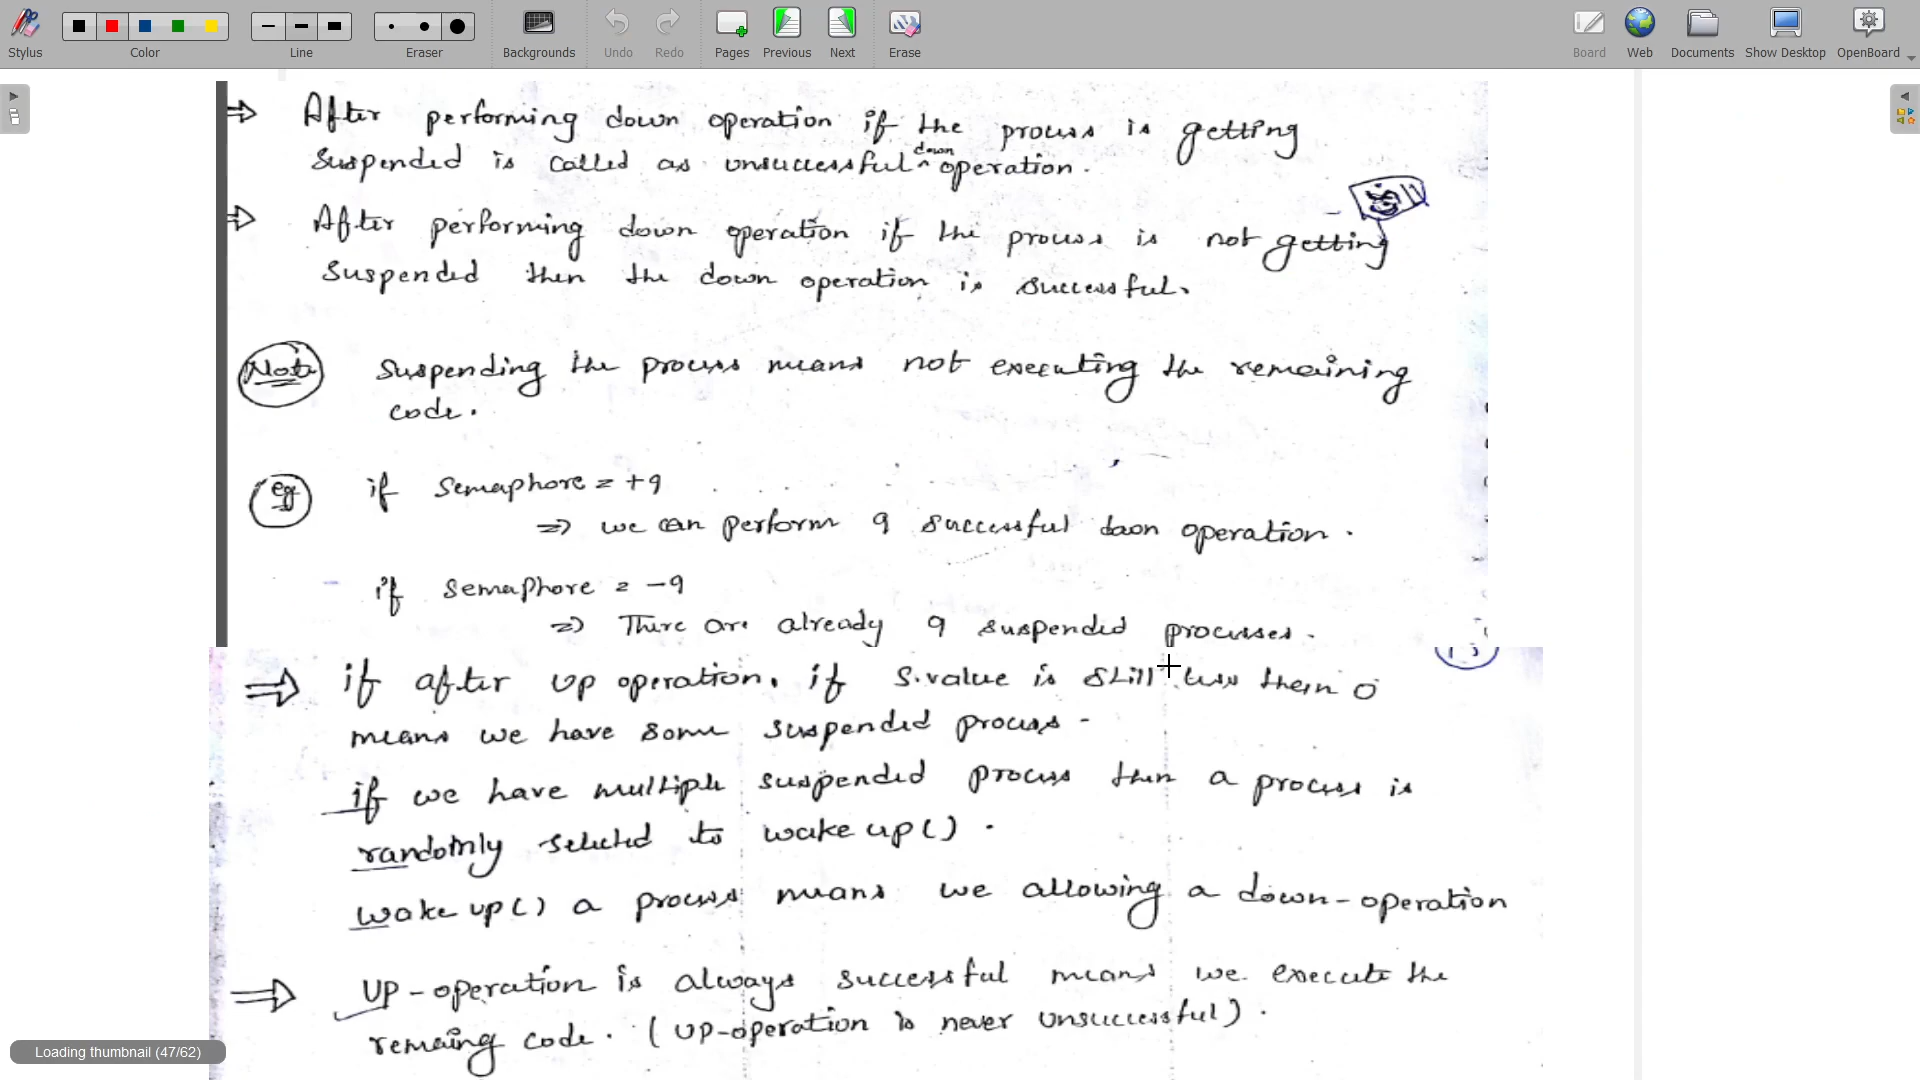 Stylus
Color
Line
Eraser
Backgrounds
Undo
Redo
Pages
Previous
Next
Erase
Board
Web
Documents
Show Desktop
OpenBoard
⇒ After performing down operation if the process is getting
suspended is called as unsuccessful down operation.
⇒ After performing down operation if the process is not getting
suspended then the down operation is successful.
Note Suspending the process means not executing the remaining
code.
eg if semaphore = +9
⇒ we can perform 9 successful daon operation.
if semaphore = -9
⇒ There are already 9 suspended processes.
⇒ if after up operation. if s.value is still less them 0
means we have some suspended process-
if we have multiple suspended process then a process is
randomly selected to wake up().
wake up() a process means we allowing a down-operation
⇒ UP-operation is always successful means we execute the
remaing code. (UP-operation is never unsuccessful).
Loading thumbnail (47/62)